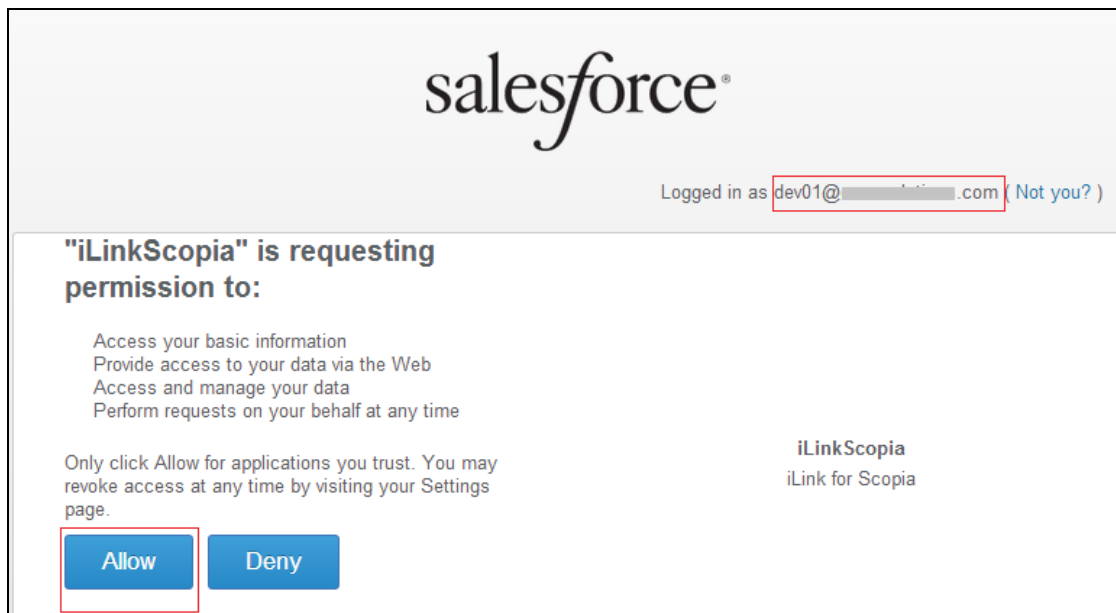 salesforce®
Logged in as dev01@ .com ( Not you? )
"iLinkScopia" is requesting
permission to:
Access your basic information
Provide access to your data via the Web
Access and manage your data
Perform requests on your behalf at any time
Only click Allow for applications you trust. You may
revoke access at any time by visiting your Settings
page.
Allow
Deny
iLinkScopia
iLink for Scopia